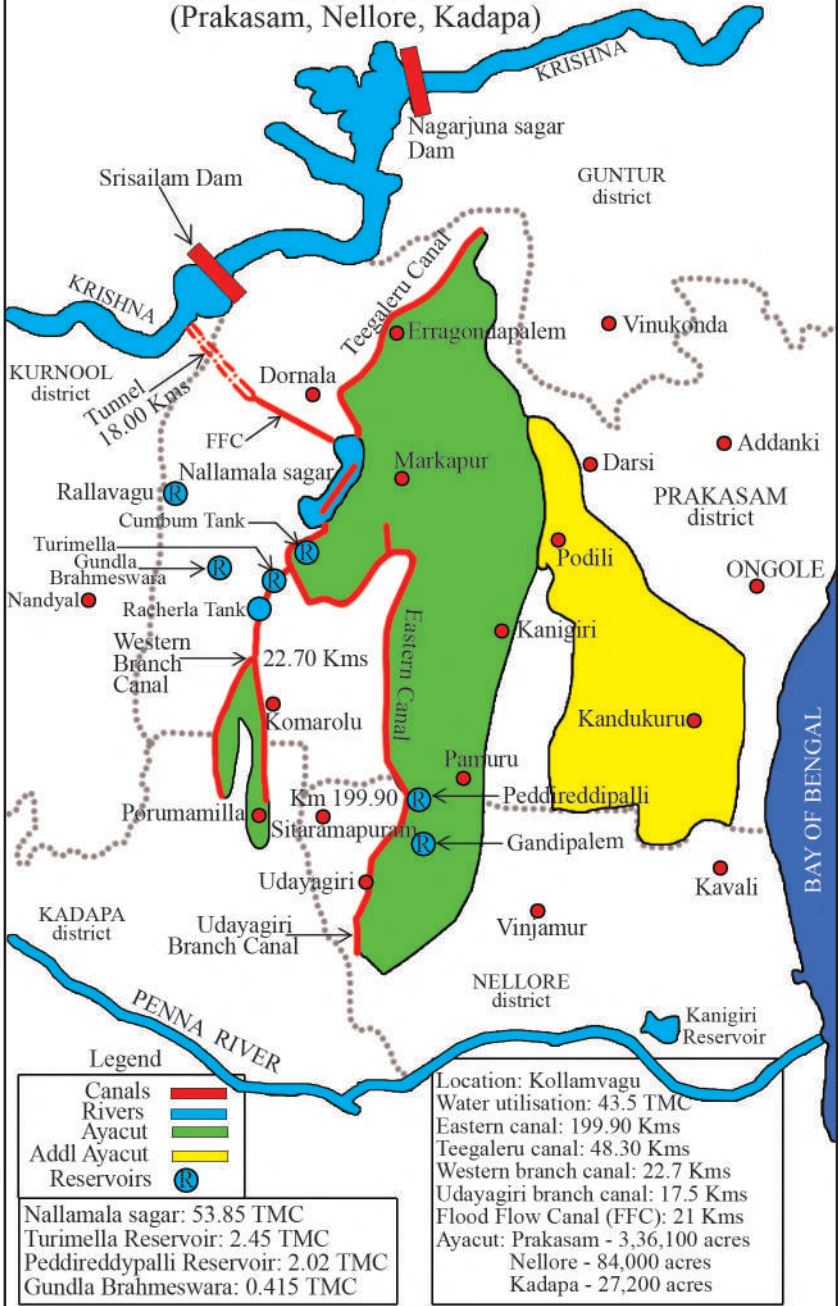 (Prakasam, Nellore, Kadapa)
KRISHNA
Nagarjuna sagar
Dam
Srisailam Dam
GUNTUR
district
KRISHNA
Teegaleru Canal
Erragondapalem
Vinukonda
KURNOOL
district
Tunnel
18.00 Kms
Dornala
FFC
Nallamala sagar
Markapur
Darsi
Addanki
Rallavagu
R
PRAKASAM
district
Cumbum Tank
R
Turimella
R
Gundla
Brahmeswara
R
Podili
ONGOLE
Nandyal
Racherla Tank
Eastern Canal
Kanigiri
Western
Branch
Canal
22.70 Kms
Komarolu
Kandukuru
BAY OF BENGAL
Pamuru
Km 199.90
R
Peddireddipalli
Porumamilla
Sitaramapuram
R
Gandipalem
Udayagiri
Kavali
KADAPA
district
Udayagiri
Branch Canal
Vinjamur
NELLORE
district
PENNA RIVER
Kanigiri
Reservoir
Legend
Canals
Rivers
Ayacut
Addl Ayacut
Reservoirs R
Nallamala sagar: 53.85 TMC
Turimella Reservoir: 2.45 TMC
Peddireddypalli Reservoir: 2.02 TMC
Gundla Brahmeswara: 0.415 TMC
Location: Kollamvagu
Water utilisation: 43.5 TMC
Eastern canal: 199.90 Kms
Teegaleru canal: 48.30 Kms
Western branch canal: 22.7 Kms
Udayagiri branch canal: 17.5 Kms
Flood Flow Canal (FFC): 21 Kms
Ayacut: Prakasam - 3,36,100 acres
Nellore - 84,000 acres
Kadapa - 27,200 acres